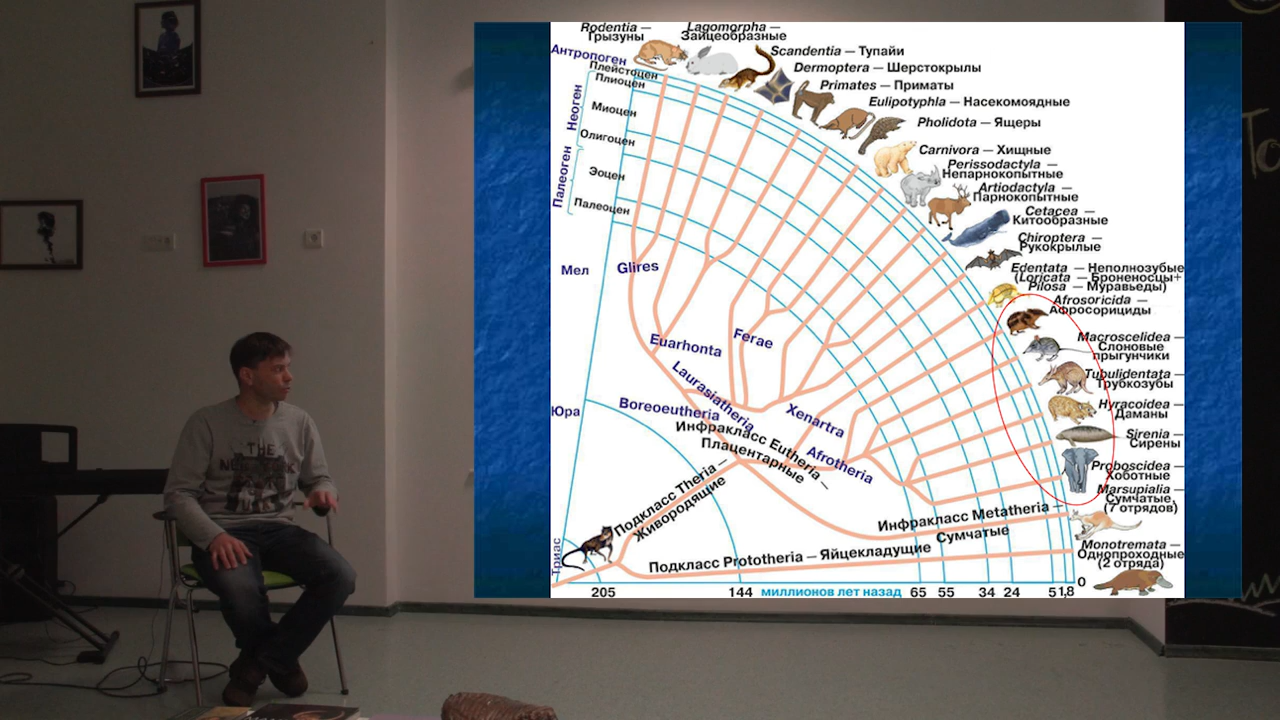 Rodentia —
Грызуны
Lagomorpha —
Зайцеобразные
Scandentia — Тупайи
Dermoptera — Шерстокрылы
Primates — Приматы
Eulipotyphla — Насекомоядные
Pholidota — Ящеры
Carnivora — Хищные
Perissodactyla —
Непарнокопытные
Artiodactyla —
Парнокопытные
Cetacea —
Китообразные
Chiroptera —
Рукокрылые
Edentata — Неполнозубые
(Loricata — Броненосцы+
Pilosa — Муравьеды)
Afrosoricida —
Афросорициды
Macroscelidea —
Слоновые
прыгунчики
Tubulidentata —
Трубкозубы
Hyracoidea —
Даманы
Sirenia —
Сирены
Proboscidea —
Хоботные
Marsupialia —
Сумчатые,
(7 отрядов)
Monotremata —
Однопроходные
(2 отряда)
Антропоген
Плейстоцен
Плиоцен
Неоген
Миоцен
Олигоцен
Палеоген
Эоцен
Палеоцен
Мел
Юра
Триас
Glires
Euarhonta
Ferae
Laurasiatheria
Boreoeutheria
Xenartra
Afrotheria
Инфракласс Eutheria —
Плацентарные
Подкласс Theria —
Живородящие
Инфракласс Metatheria —
Сумчатые
Подкласс Prototheria — Яйцекладущие
205 144 миллионов лет назад 65 55 34 24 5 1,8 0
THE